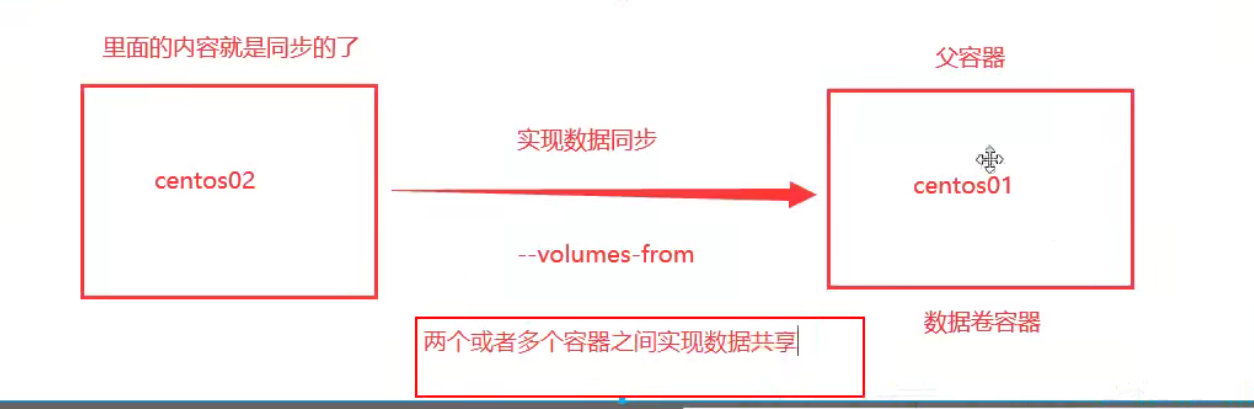 里面的内容就是同步的了
父容器
实现数据同步
centos02
centos01
--volumes-from
数据卷容器
两个或者多个容器之间实现数据共享